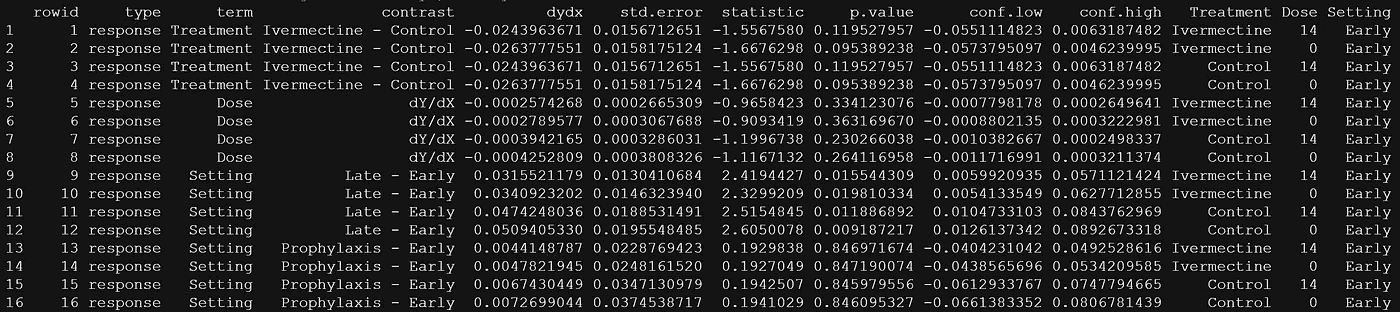 rowid type term contrast dydx std.error statistic p.value conf.low conf.high Treatment Dose Setting
1 1 response Treatment Ivermectine - Control -0.0243963671 0.0156712651 -1.5567580 0.119527957 -0.0551114823 0.0063187482 Ivermectine 14 Early
2 2 response Treatment Ivermectine - Control -0.0263777551 0.0158175124 -1.6676298 0.095389238 -0.0573795097 0.0046239995 Ivermectine 0 Early
3 3 response Treatment Ivermectine - Control -0.0243963671 0.0156712651 -1.5567580 0.119527957 -0.0551114823 0.0063187482 Control 14 Early
4 4 response Treatment Ivermectine - Control -0.0263777551 0.0158175124 -1.6676298 0.095389238 -0.0573795097 0.0046239995 Control 0 Early
5 5 response Dose dY/dX -0.0002574268 0.0002665309 -0.9658423 0.334123076 -0.0007798178 0.0002649641 Ivermectine 14 Early
6 6 response Dose dY/dX -0.0002789577 0.0003067688 -0.9093419 0.363169670 -0.0008802135 0.0003222981 Ivermectine 0 Early
7 7 response Dose dY/dX -0.0003942165 0.0003286031 -1.1996738 0.230266038 -0.0010382667 0.0002498337 Control 14 Early
8 8 response Dose dY/dX -0.0004252809 0.0003808326 -1.1167132 0.264116958 -0.0011716991 0.0003211374 Control 0 Early
9 9 response Setting Late - Early 0.0315521179 0.0130410684 2.4194427 0.015544309 0.0059920935 0.0571121424 Ivermectine 14 Early
10 10 response Setting Late - Early 0.0340923202 0.0146323940 2.3299209 0.019810334 0.0054133549 0.0627712855 Ivermectine 0 Early
11 11 response Setting Late - Early 0.0474248036 0.0188531491 2.5154845 0.011886892 0.0104733103 0.0843762969 Control 14 Early
12 12 response Setting Late - Early 0.0509405330 0.0195548485 2.6050078 0.009187217 0.0126137342 0.0892673318 Control 0 Early
13 13 response Setting Prophylaxis - Early 0.0044148787 0.0228769423 0.1929838 0.846971674 -0.0404231042 0.0492528616 Ivermectine 14 Early
14 14 response Setting Prophylaxis - Early 0.0047821945 0.0248161520 0.1927049 0.847190074 -0.0438565696 0.0534209585 Ivermectine 0 Early
15 15 response Setting Prophylaxis - Early 0.0067430449 0.0347130979 0.1942507 0.845979556 -0.0612933767 0.0747794665 Control 14 Early
16 16 response Setting Prophylaxis - Early 0.0072699044 0.0374538717 0.1941029 0.846095327 -0.0661383352 0.0806781439 Control 0 Early